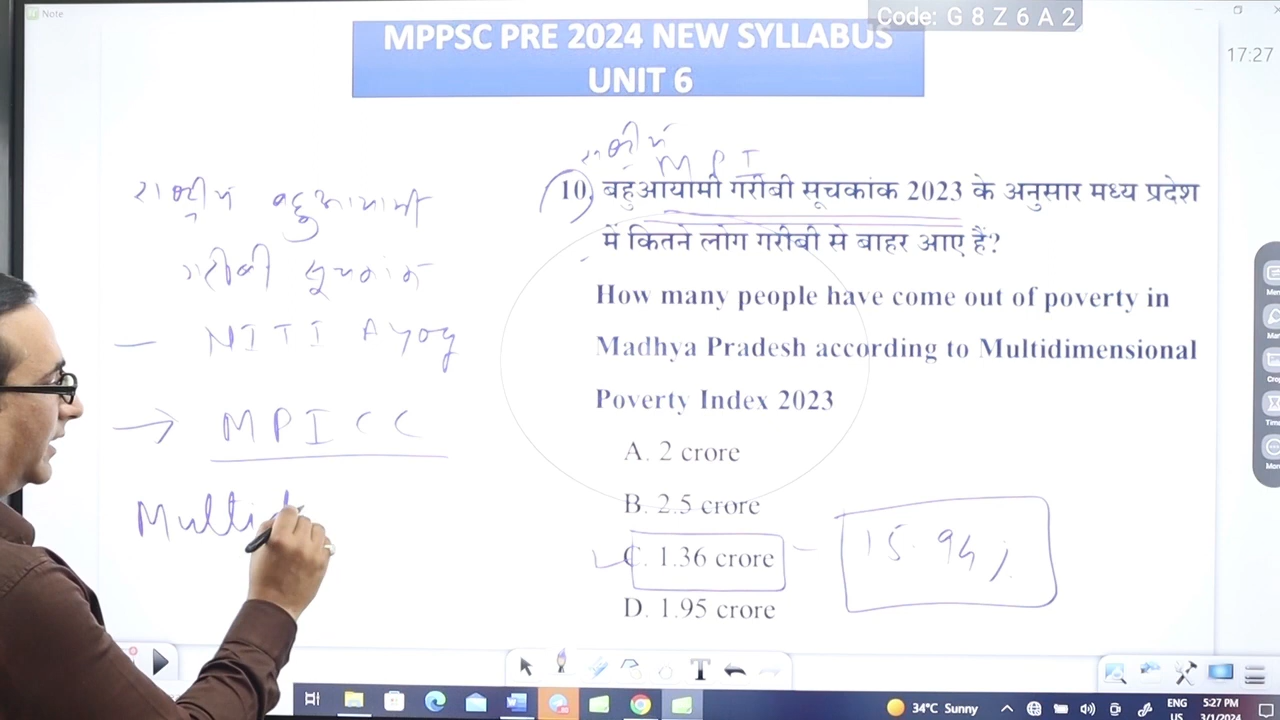 Note
Code: G 8 Z 6 A 2
17:27
MPPSC PRE 2024 NEW SYLLABUS
UNIT 6
राष्ट्रीय
M P I
10. बहुआयामी गरीबी सूचकांक 2023 के अनुसार मध्य प्रदेश
में कितने लोग गरीबी से बाहर आए हैं?
How many people have come out of poverty in
Madhya Pradesh according to Multidimensional
Poverty Index 2023
A. 2 crore
B. 2.5 crore
C. 1.36 crore – 15.94%
D. 1.95 crore
राष्ट्रीय बहुआयामी
गरीबी सूचकांक
– NITI Ayog
→ MPICC
Multid
T
34°C Sunny
ENG
US
5:27 PM
3/1/2024